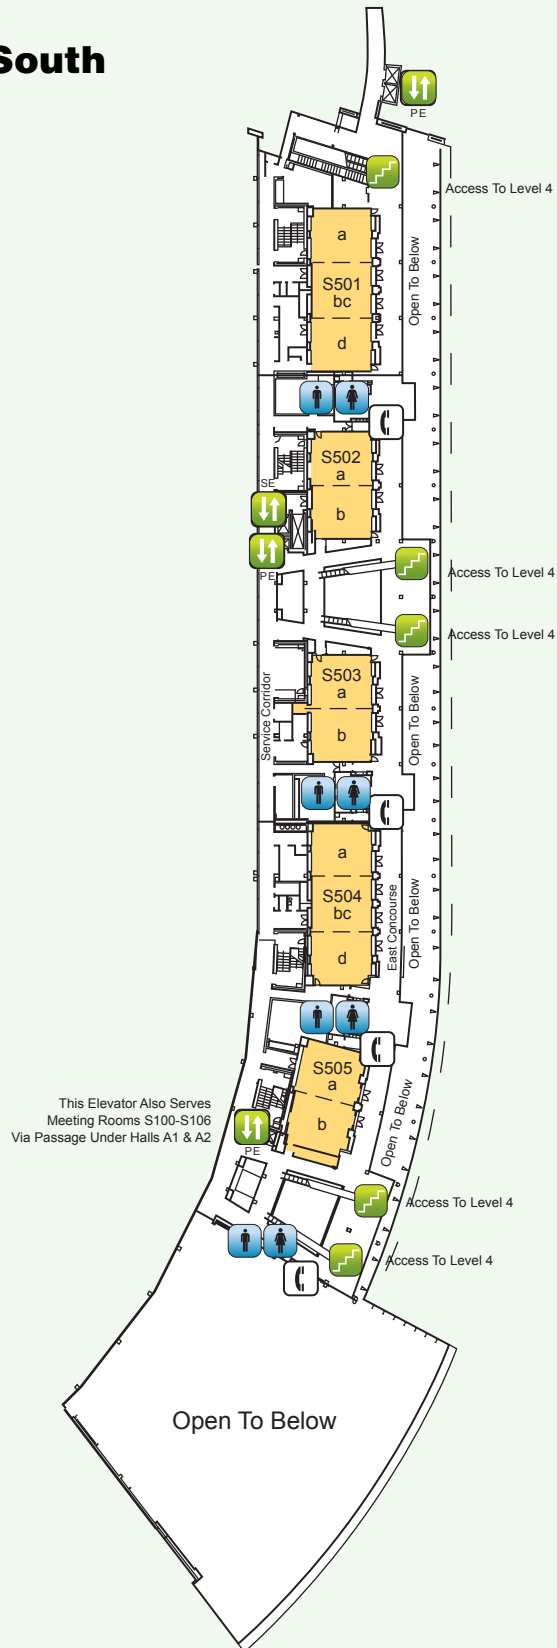 South
PE
Access To Level 4
Open To Below
a
S501
bc
d
S502
a
b
SE
PE
Access To Level 4
Access To Level 4
S503
a
b
Service Corridor
Open To Below
a
S504
bc
d
East Concourse
Open To Below
S505
a
b
This Elevator Also Serves
Meeting Rooms S100-S106
Via Passage Under Halls A1 & A2
PE
Open To Below
Access To Level 4
Access To Level 4
Open To Below